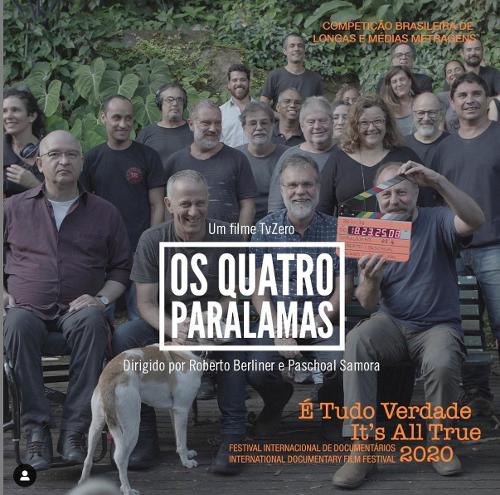 COMPETIÇÃO BRASILEIRA DE
LONGAS E MÉDIAS METRAGENS
18:23:25:06
Um filme TvZero
OS QUATRO
PARALAMAS
Dirigido por Roberto Berliner e Paschoal Samora
É Tudo Verdade
It's All True
FESTIVAL INTERNACIONAL DE DOCUMENTÁRIOS
INTERNATIONAL DOCUMENTARY FILM FESTIVAL
2020